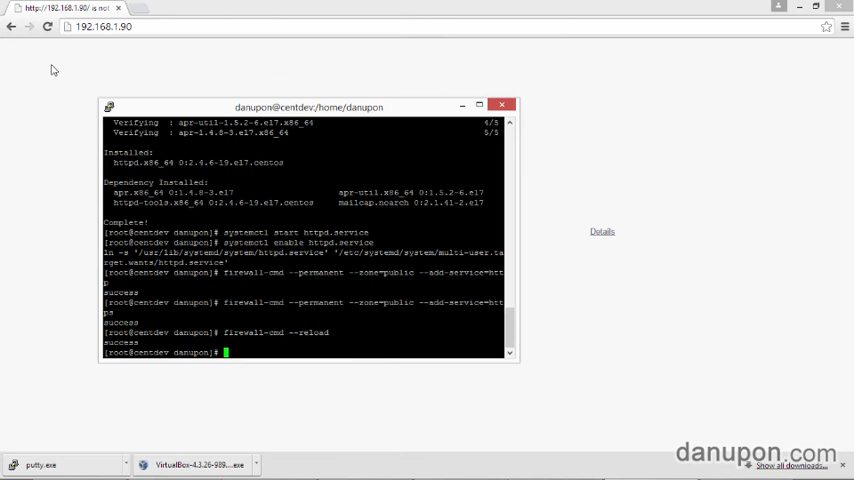 http://192.168.1.90/ is not
192.168.1.90
danupon@centdev:/home/danupon
Verifying  : apr-util-1.5.2-6.el7.x86_64 4/5
Verifying  : apr-1.4.8-3.el7.x86_64 5/5
Installed:
httpd.x86_64 0:2.4.6-19.el7.centos
Dependency Installed:
apr.x86_64 0:1.4.8-3.el7 apr-util.x86_64 0:1.5.2-6.el7
httpd-tools.x86_64 0:2.4.6-19.el7.centos mailcap.noarch 0:2.1.41-2.el7
Complete!
[root@centdev danupon]# systemctl start httpd.service
[root@centdev danupon]# systemctl enable httpd.service
ln -s '/usr/lib/systemd/system/httpd.service' '/etc/systemd/system/multi-user.ta
rget.wants/httpd.service'
[root@centdev danupon]# firewall-cmd --permanent --zone=public --add-service=htt
p
success
[root@centdev danupon]# firewall-cmd --permanent --zone=public --add-service=htt
ps
success
[root@centdev danupon]# firewall-cmd --reload
success
[root@centdev danupon]#
Details
putty.exe
VirtualBox-4.3.26-989....exe
danupon.com
Show all downloads...